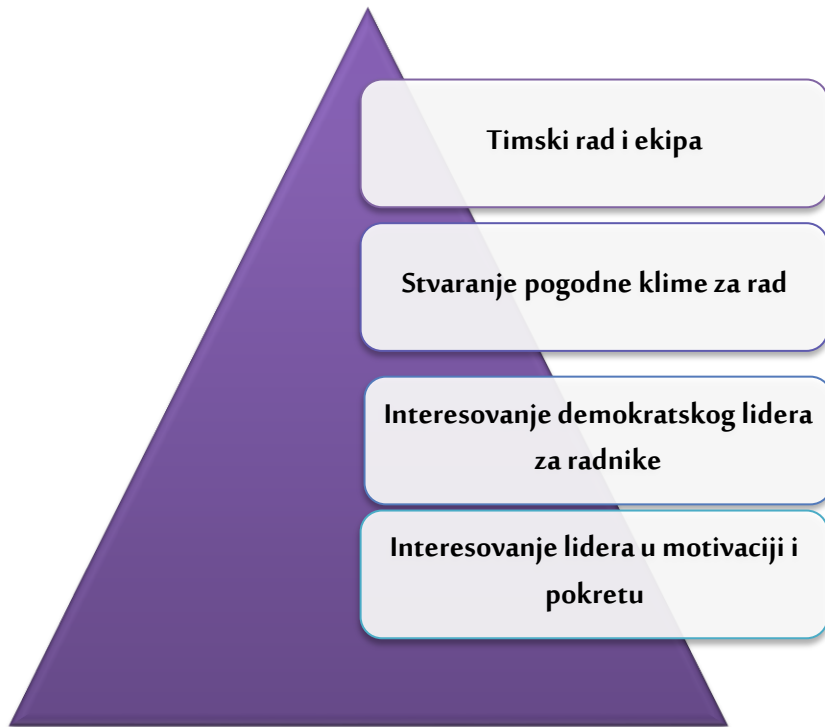 Timski rad i ekipa
Stvaranje pogodne klime za rad
Interesovanje demokratskog lidera
za radnike
Interesovanje lidera u motivaciji i
pokretu